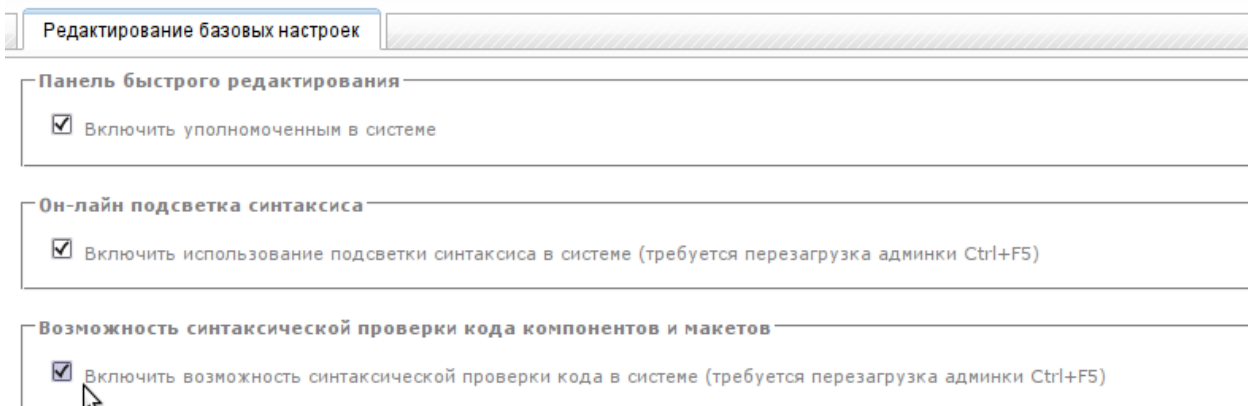 Редактирование базовых настроек
Панель быстрого редактирования
Включить уполномоченным в системе
Он-лайн подсветка синтаксиса
Включить использование подсветки синтаксиса в системе (требуется перезагрузка админки Ctrl+F5)
Возможность синтаксической проверки кода компонентов и макетов
Включить возможность синтаксической проверки кода в системе (требуется перезагрузка админки Ctrl+F5)